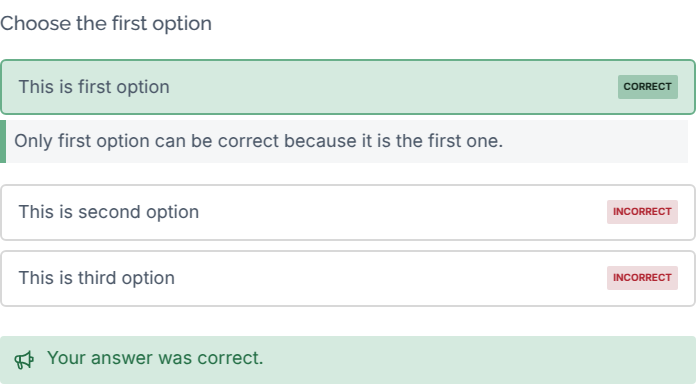 Choose the first option
This is first option CORRECT
Only first option can be correct because it is the first one.
This is second option INCORRECT
This is third option INCORRECT
Your answer was correct.